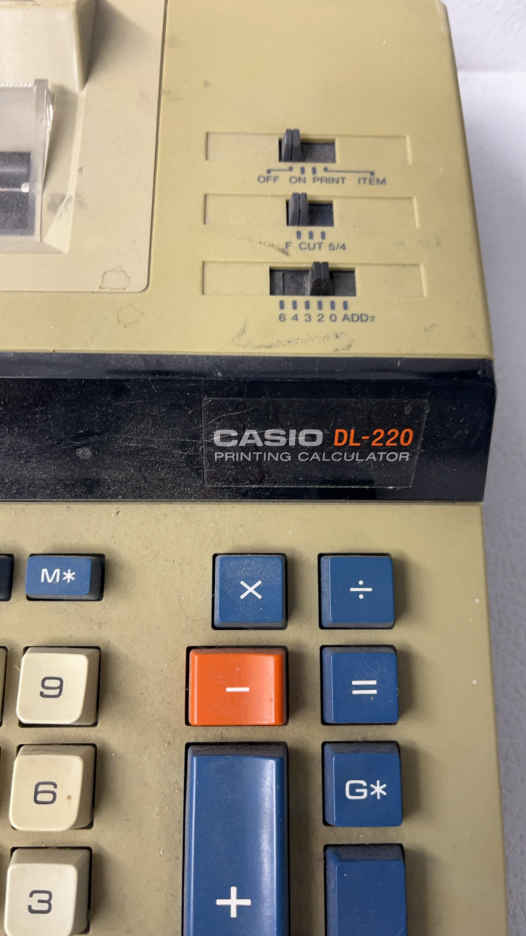 OFF ON PRINT ITEM
F CUT 5/4
6 4 3 2 0 ADD₂
CASIO DL-220
PRINTING CALCULATOR
M* × ÷
9 − =
6 G*
3 +